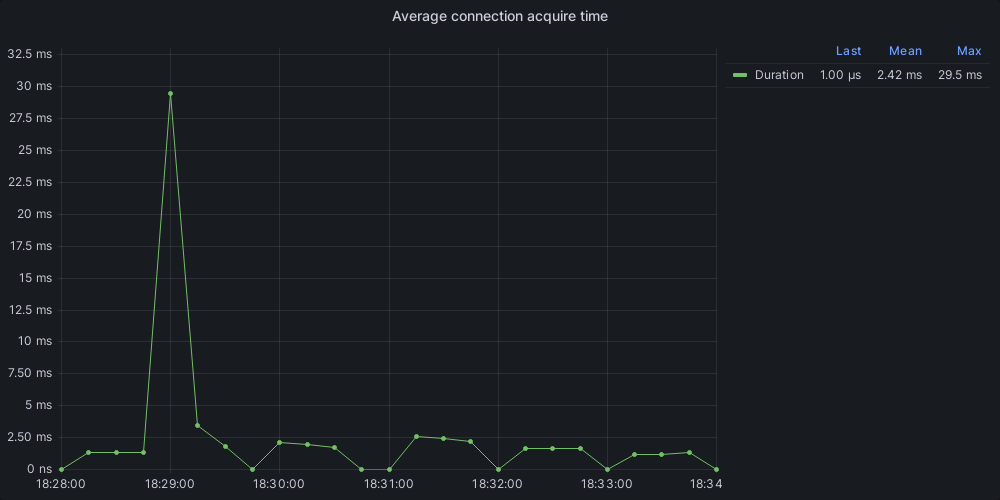 Average connection acquire time
32.5 ms
30 ms
27.5 ms
25 ms
22.5 ms
20 ms
17.5 ms
15 ms
12.5 ms
10 ms
7.50 ms
5 ms
2.50 ms
0 ns
18:28:00 18:29:00 18:30:00 18:31:00 18:32:00 18:33:00 18:34
Last Mean Max
Duration 1.00 µs 2.42 ms 29.5 ms